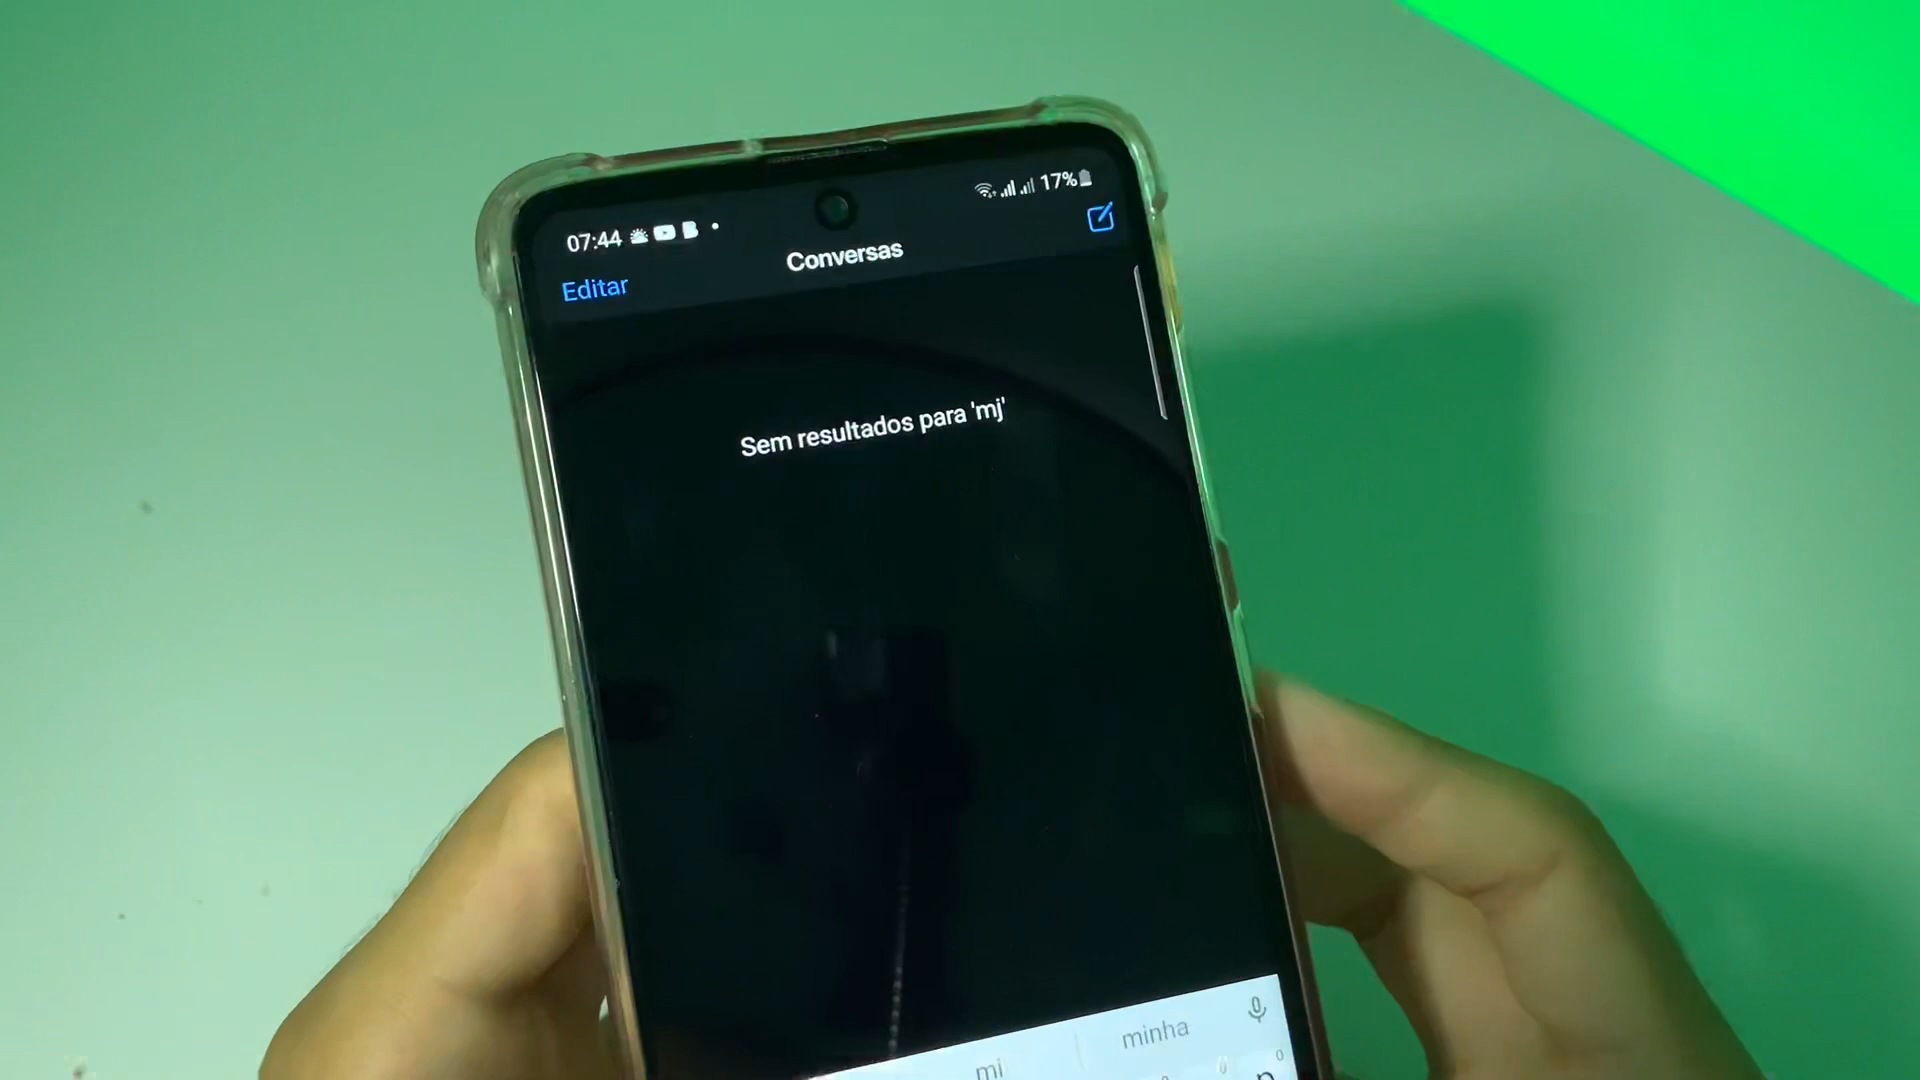 07:44
17%
Conversas
Editar
Sem resultados para 'mj'
mi
minha